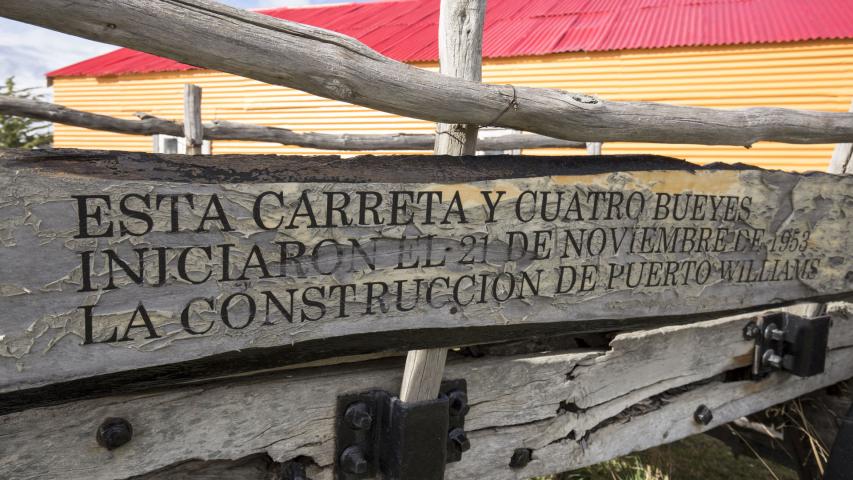 ESTA CARRETA Y CUATRO BUEYES
INICIARON EL 21 DE NOVIEMBRE DE 1953
LA CONSTRUCCION DE PUERTO WILLIAMS